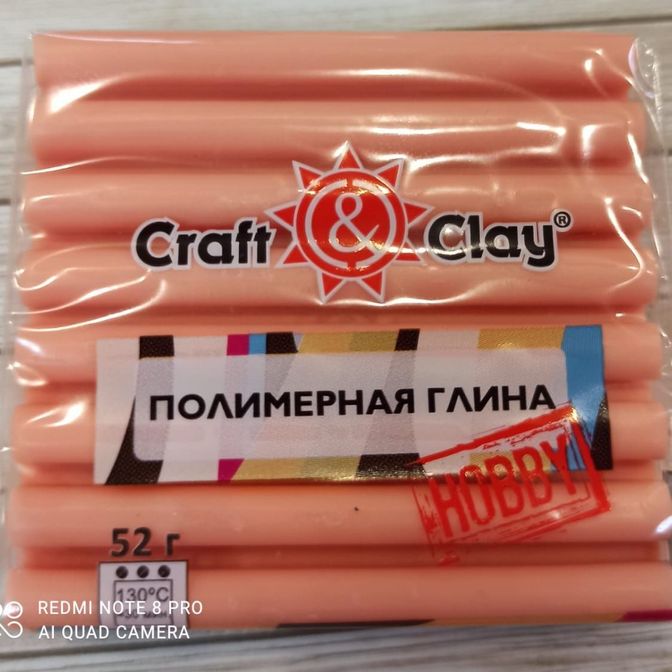 Craft & Clay®
ПОЛИМЕРНАЯ ГЛИНА
HOBBY
52 г
130°C
REDMI NOTE 8 PRO
AI QUAD CAMERA